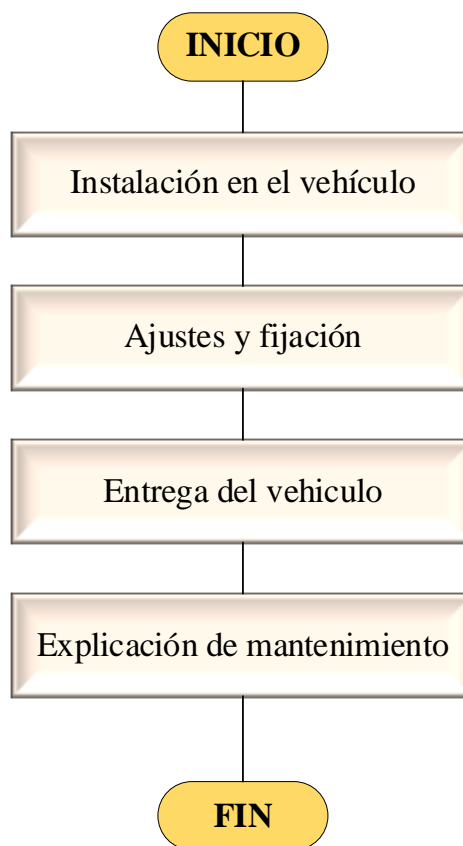 INICIO
Instalación en el vehículo
Ajustes y fijación
Entrega del vehiculo
Explicación de mantenimiento
FIN